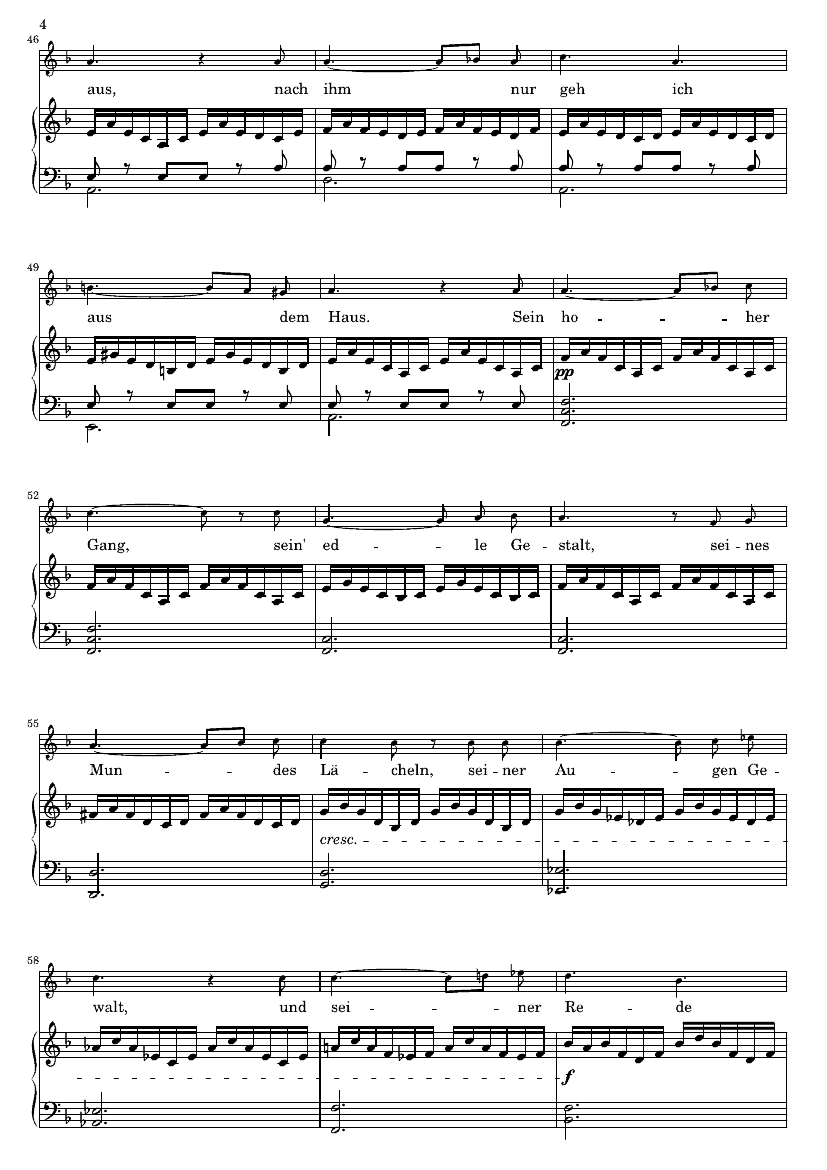 4
46
aus, nach ihm nur geh ich
49
aus dem Haus. Sein ho - - - her
pp
52
Gang, sein' ed - - - le Ge - stalt, sei - nes
55
Mun - - - des Lä - cheln, sei - ner Au - - - gen Ge -
cresc.
58
walt, und sei - - - ner Re - de
f